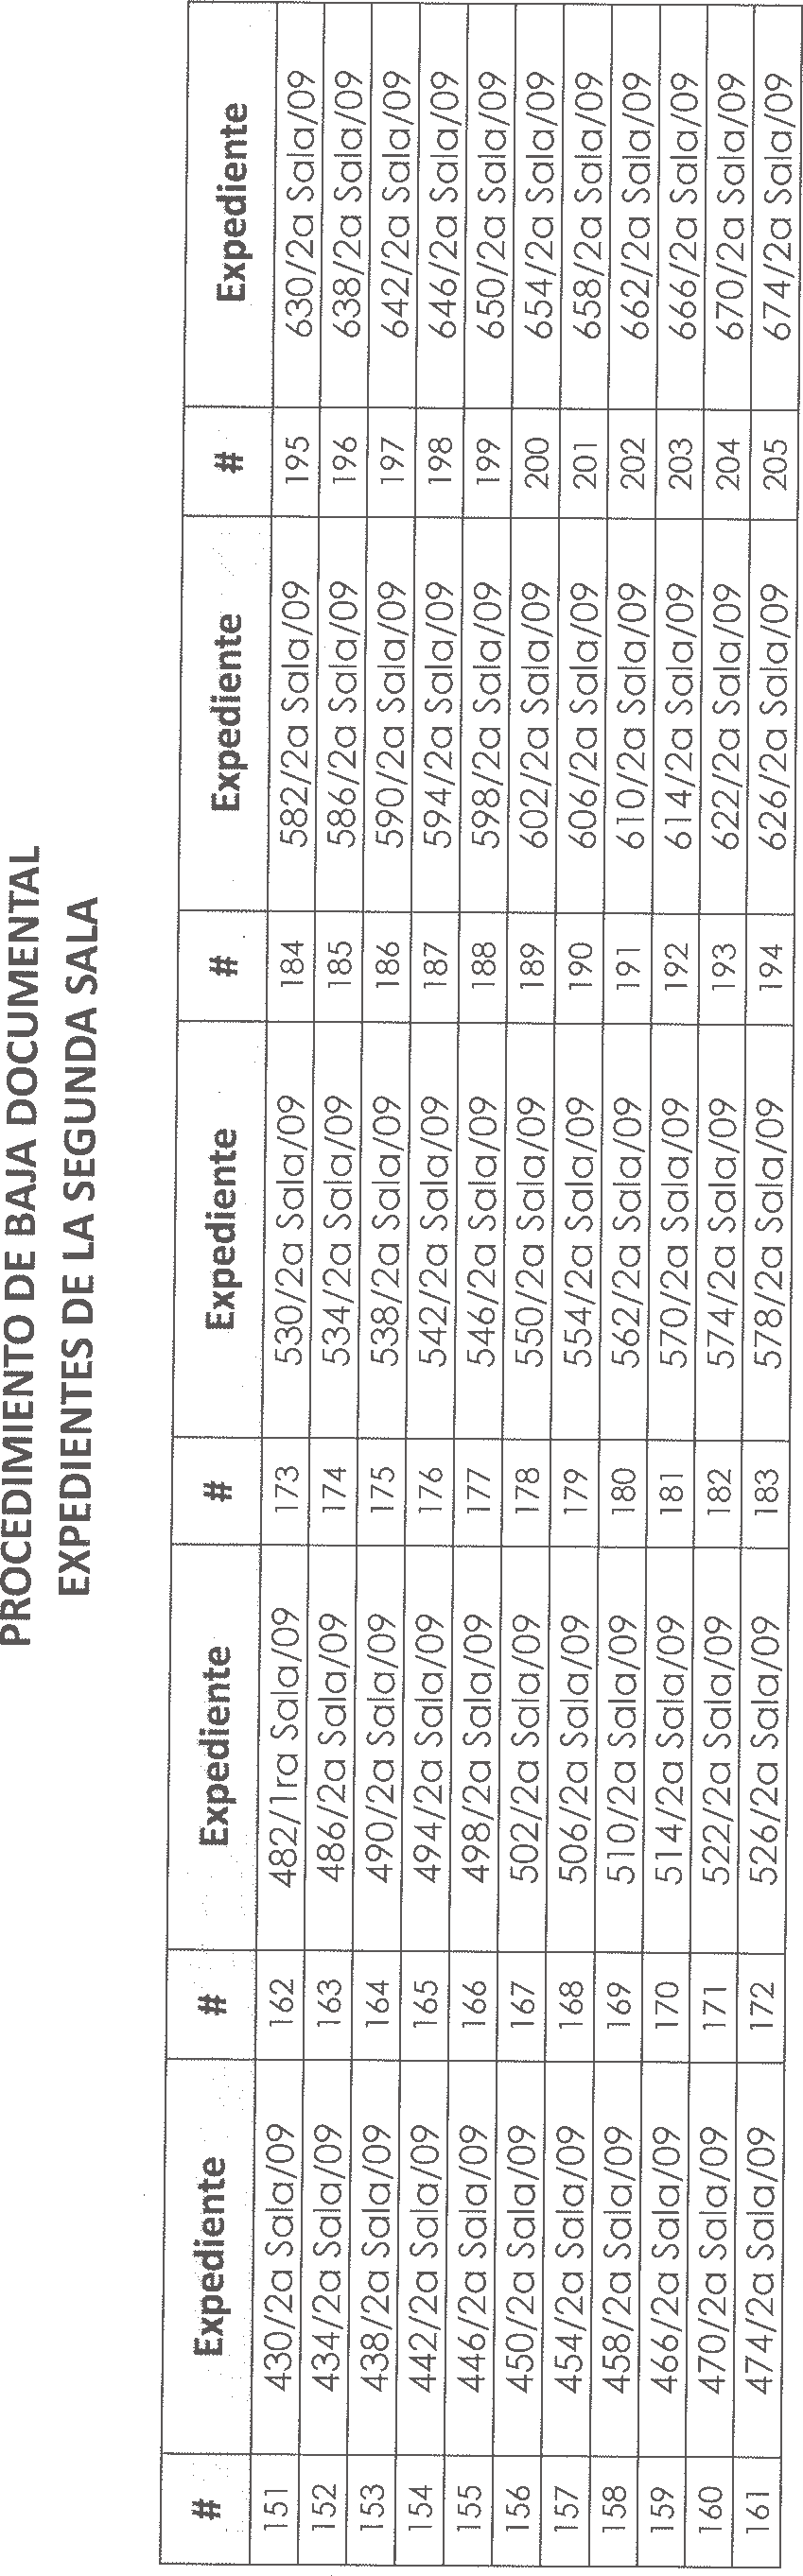 PROCEDIMIENTO DE BAJA DOCUMENTAL
EXPEDIENTES DE LA SEGUNDA SALA
# Expediente # Expediente # Expediente # Expediente # Expediente
151 430/2a Sala/09 162 482/1ra Sala/09 173 530/2a Sala/09 184 582/2a Sala/09 195 630/2a Sala/09
152 434/2a Sala/09 163 486/2a Sala/09 174 534/2a Sala/09 185 586/2a Sala/09 196 638/2a Sala/09
153 438/2a Sala/09 164 490/2a Sala/09 175 538/2a Sala/09 186 590/2a Sala/09 197 642/2a Sala/09
154 442/2a Sala/09 165 494/2a Sala/09 176 542/2a Sala/09 187 594/2a Sala/09 198 646/2a Sala/09
155 446/2a Sala/09 166 498/2a Sala/09 177 546/2a Sala/09 188 598/2a Sala/09 199 650/2a Sala/09
156 450/2a Sala/09 167 502/2a Sala/09 178 550/2a Sala/09 189 602/2a Sala/09 200 654/2a Sala/09
157 454/2a Sala/09 168 506/2a Sala/09 179 554/2a Sala/09 190 606/2a Sala/09 201 658/2a Sala/09
158 458/2a Sala/09 169 510/2a Sala/09 180 562/2a Sala/09 191 610/2a Sala/09 202 662/2a Sala/09
159 466/2a Sala/09 170 514/2a Sala/09 181 570/2a Sala/09 192 614/2a Sala/09 203 666/2a Sala/09
160 470/2a Sala/09 171 522/2a Sala/09 182 574/2a Sala/09 193 622/2a Sala/09 204 670/2a Sala/09
161 474/2a Sala/09 172 526/2a Sala/09 183 578/2a Sala/09 194 626/2a Sala/09 205 674/2a Sala/09